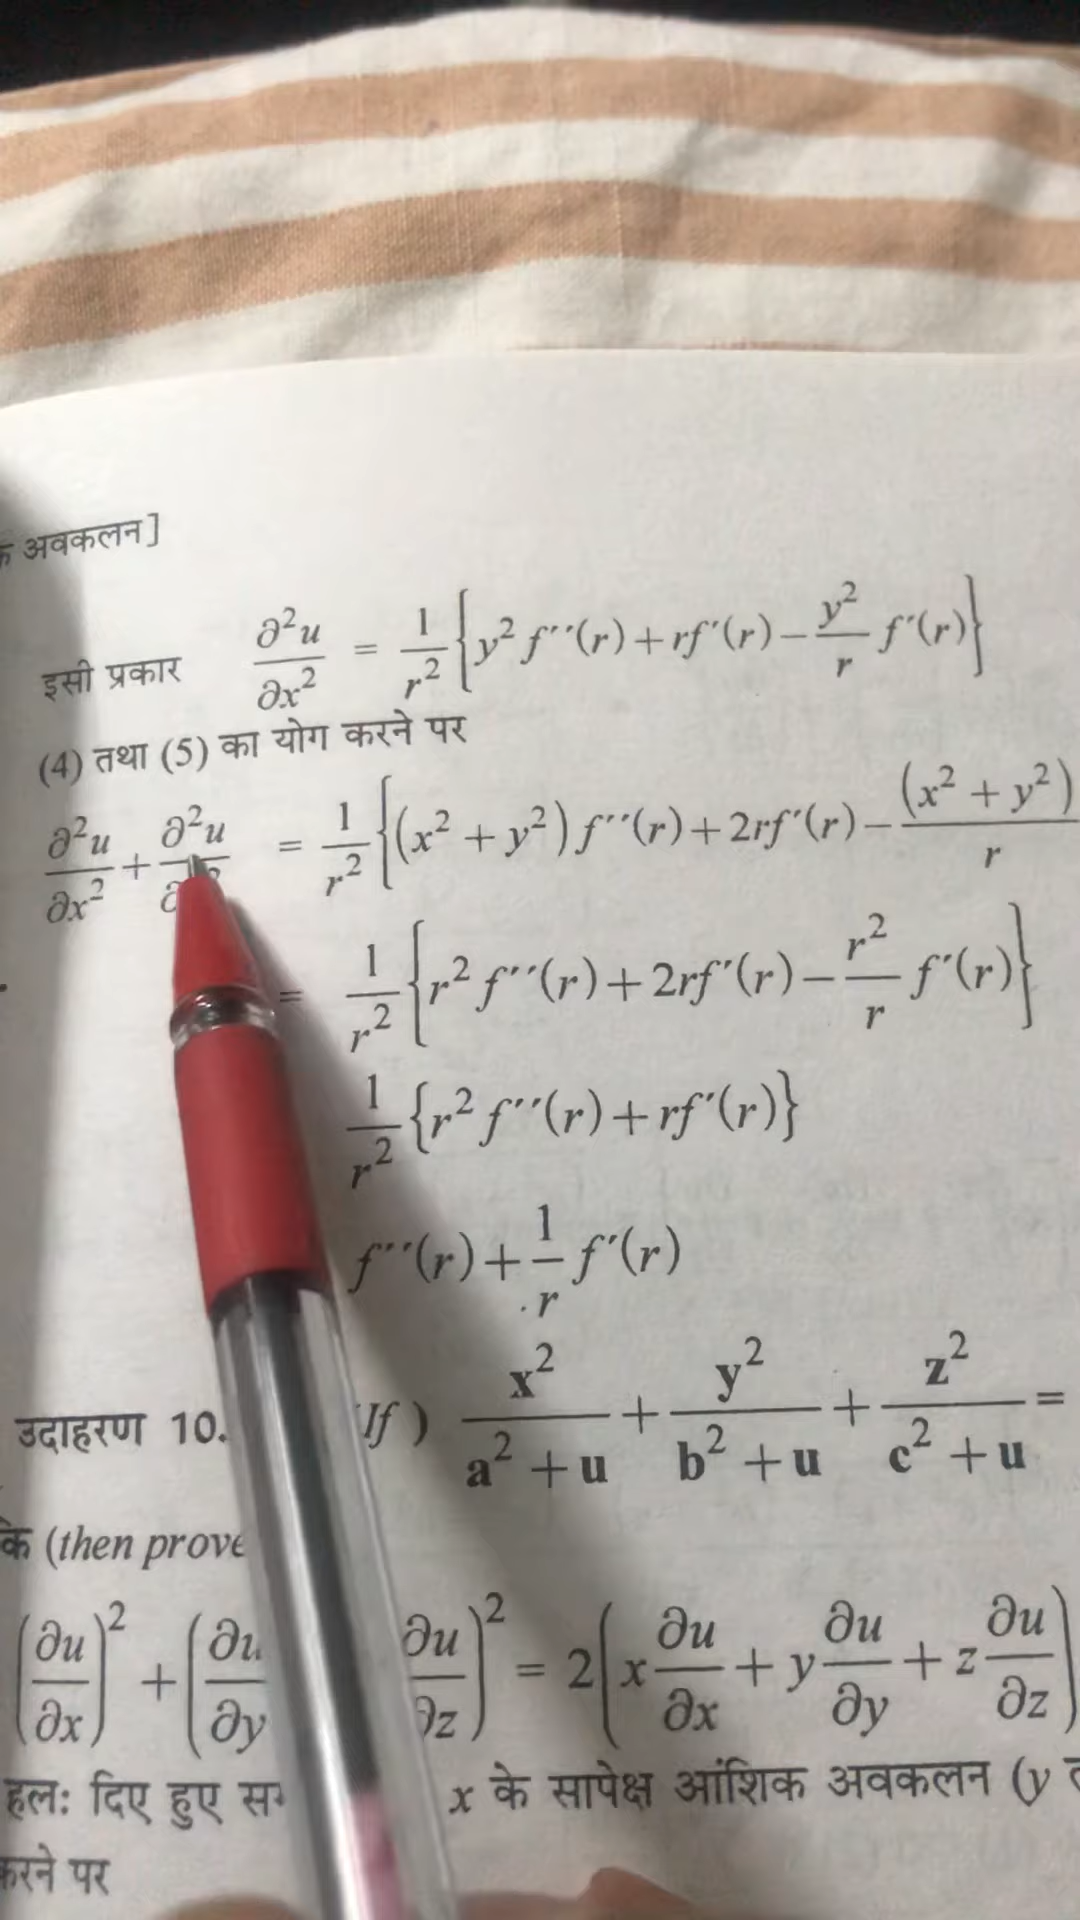 अवकलन]
इसी प्रकार ∂²u/∂x² = 1/r² {y² f′′(r) + rf′(r) − y²/r f′(r)}
(4) तथा (5) का योग करने पर
∂²u/∂x² + ∂²u = 1/r² {(x² + y²) f′′(r) + 2rf′(r) − (x² + y²)/r
= 1/r² {r² f′′(r) + 2rf′(r) − r²/r f′(r)}
1/r² {r² f′′(r) + rf′(r)}
f′′(r) + 1/r f′(r)
उदाहरण 10. If ) x²/(a² + u) + y²/(b² + u) + z²/(c² + u) =
कि (then prove
(∂u/∂x)² + (∂u/∂y ∂u/∂z)² = 2(x ∂u/∂x + y ∂u/∂y + z ∂u/∂z)
हल: दिए हुए x के सापेक्ष आंशिक अवकलन (y
करने पर